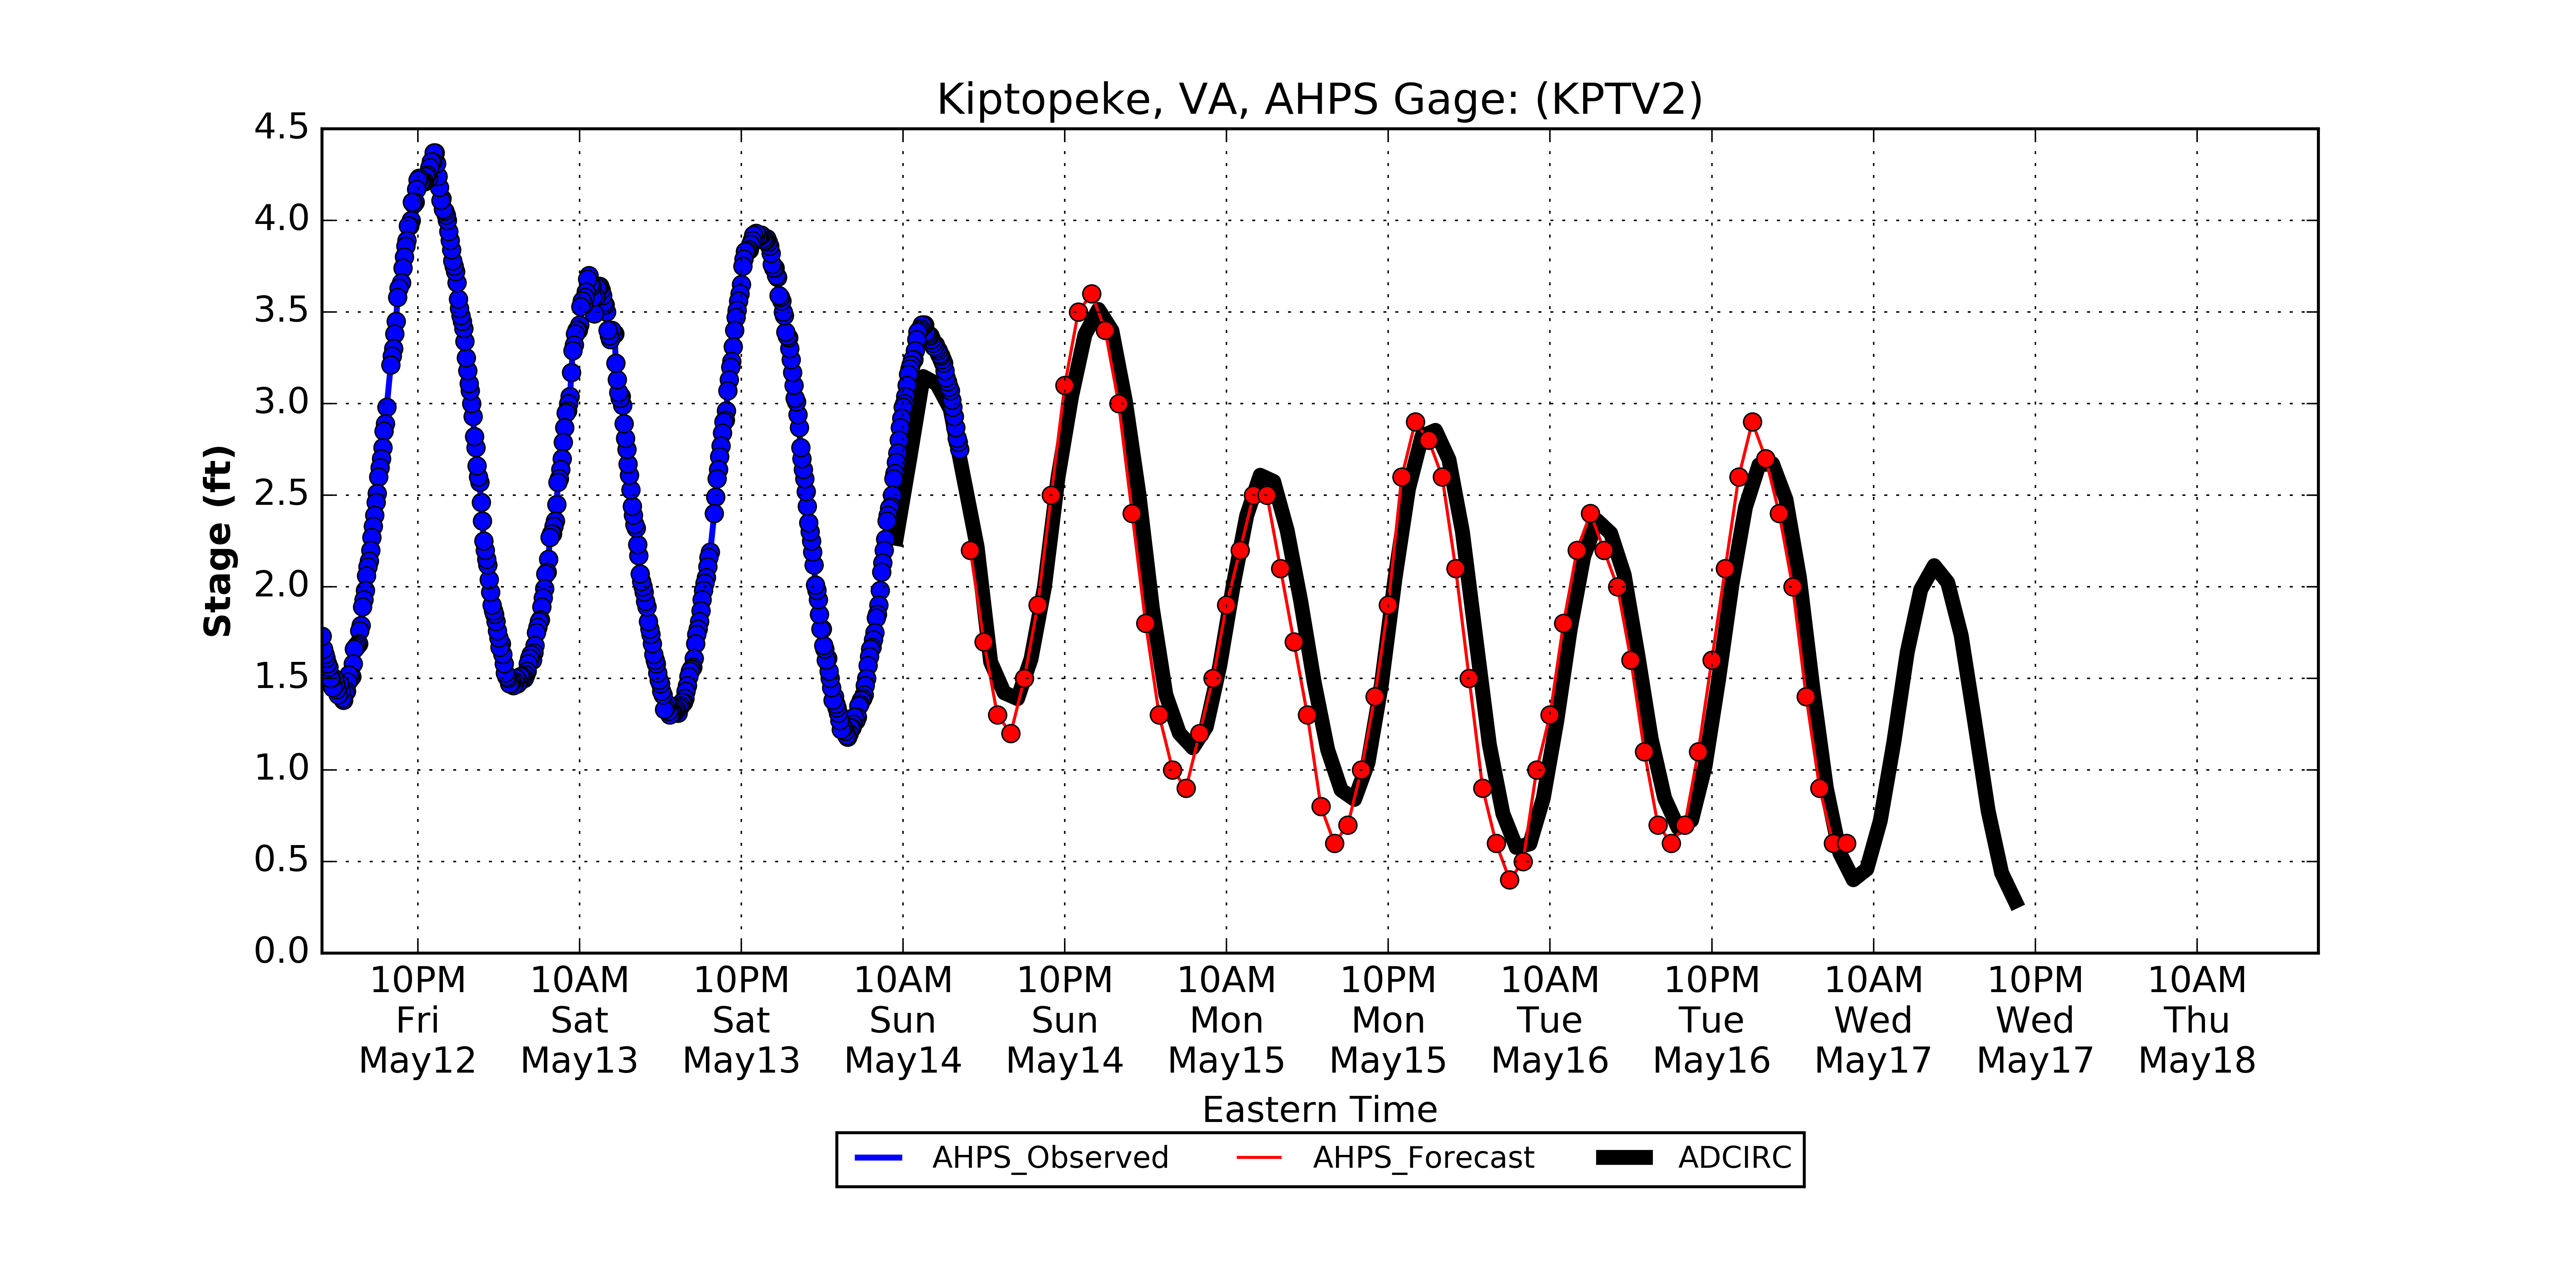 Kiptopeke, VA, AHPS Gage: (KPTV2)
4.5
4.0
3.5
3.0
2.5
2.0
1.5
1.0
0.5
0.0
Stage (ft)
10PM 10AM 10PM 10AM 10PM 10AM 10PM 10AM 10PM 10AM 10PM 10AM
Fri Sat Sat Sun Sun Mon Mon Tue Tue Wed Wed Thu
May12 May13 May13 May14 May14 May15 May15 May16 May16 May17 May17 May18
Eastern Time
AHPS_Observed AHPS_Forecast ADCIRC